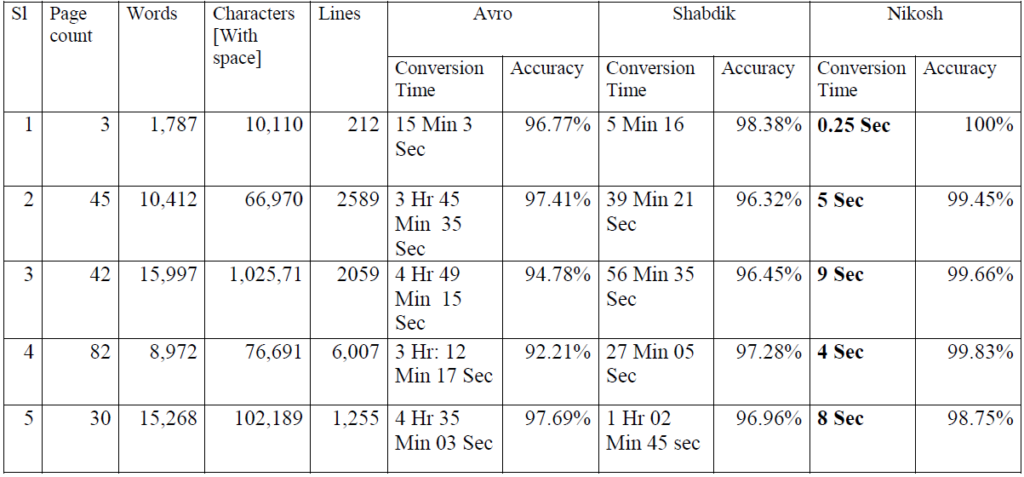 Sl Page count Words Characters [With space] Lines Avro Shabdik Nikosh
Conversion Time Accuracy Conversion Time Accuracy Conversion Time Accuracy
1 3 1,787 10,110 212 15 Min 3 Sec 96.77% 5 Min 16 98.38% 0.25 Sec 100%
2 45 10,412 66,970 2589 3 Hr 45 Min 35 Sec 97.41% 39 Min 21 Sec 96.32% 5 Sec 99.45%
3 42 15,997 1,025,71 2059 4 Hr 49 Min 15 Sec 94.78% 56 Min 35 Sec 96.45% 9 Sec 99.66%
4 82 8,972 76,691 6,007 3 Hr: 12 Min 17 Sec 92.21% 27 Min 05 Sec 97.28% 4 Sec 99.83%
5 30 15,268 102,189 1,255 4 Hr 35 Min 03 Sec 97.69% 1 Hr 02 Min 45 sec 96.96% 8 Sec 98.75%